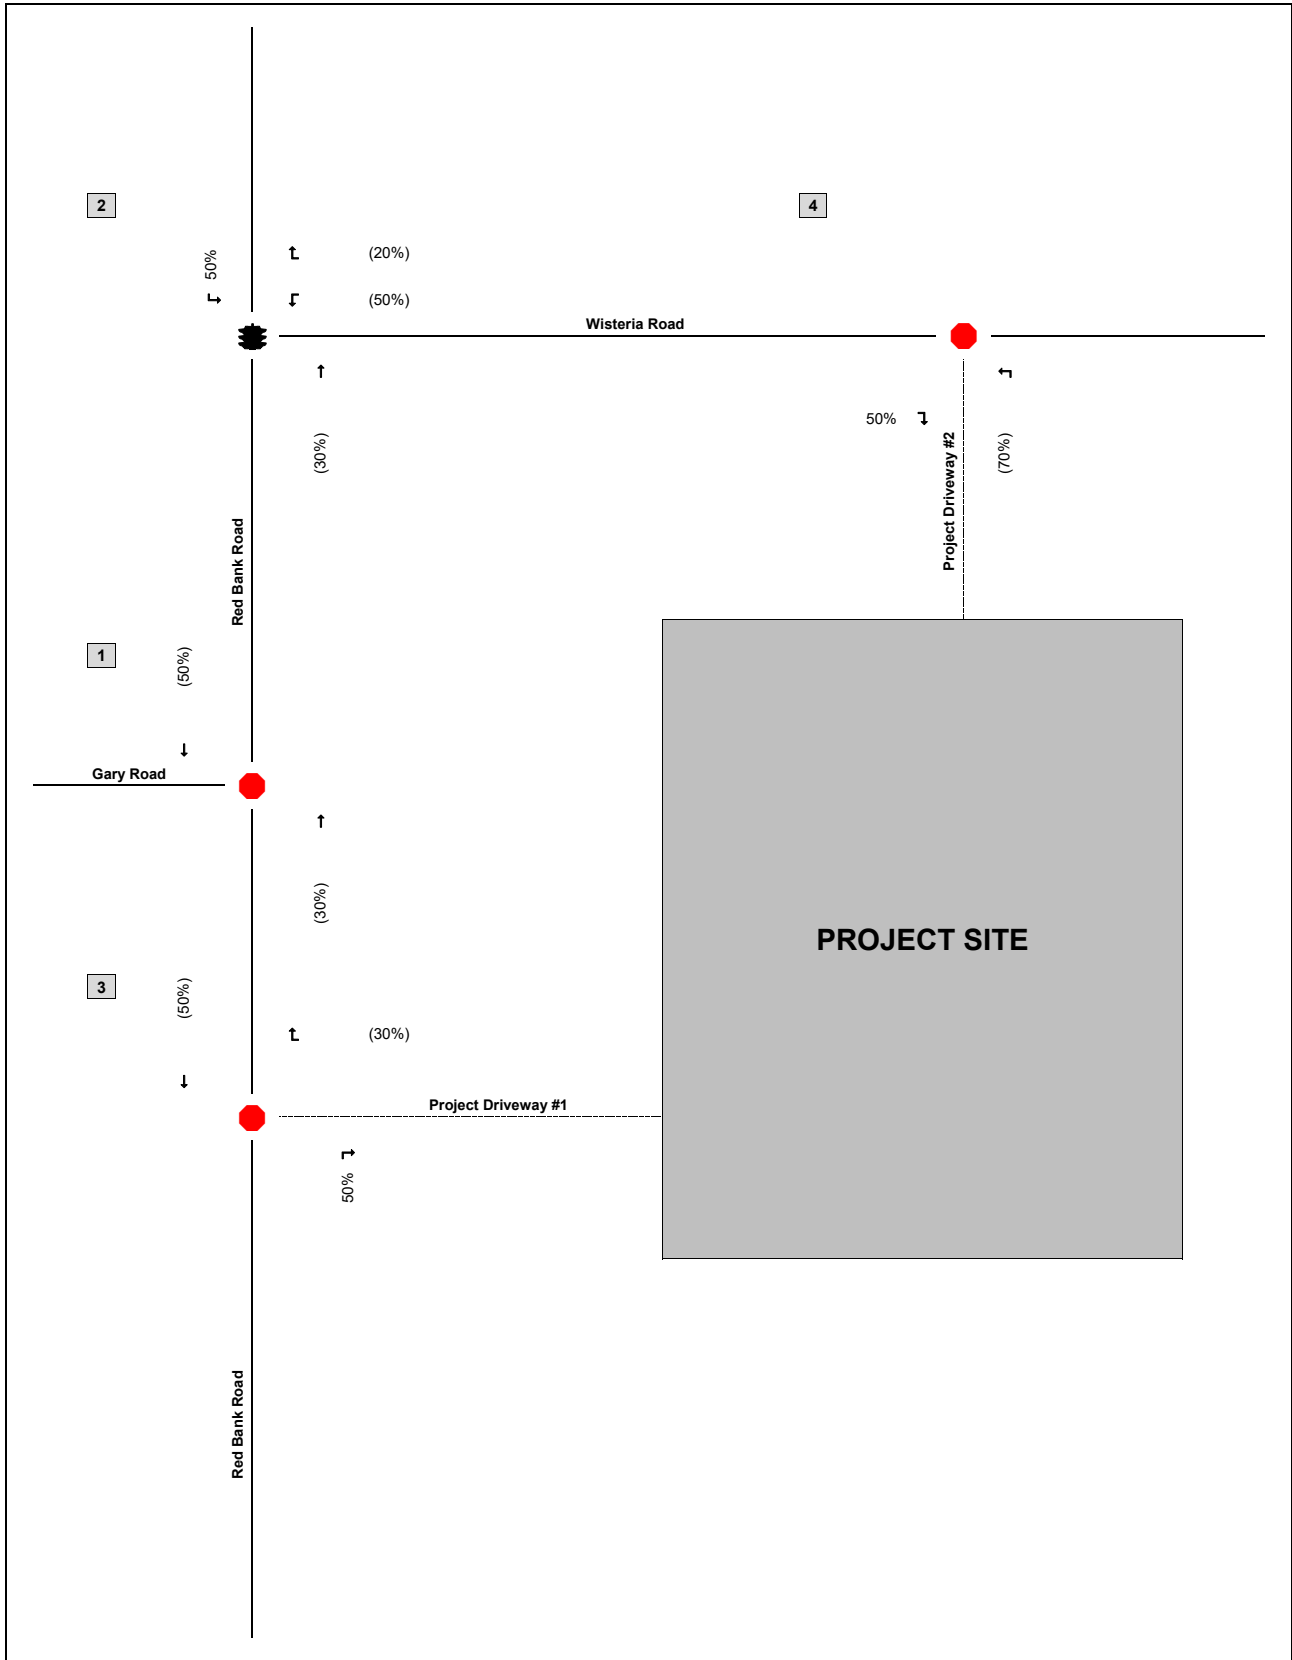 2
4
50%
(20%)
(50%)
Wisteria Road
50%
(30%)
Project Driveway #2
(70%)
Red Bank Road
1
(50%)
Gary Road
(30%)
PROJECT SITE
3
(50%)
(30%)
Project Driveway #1
50%
Red Bank Road